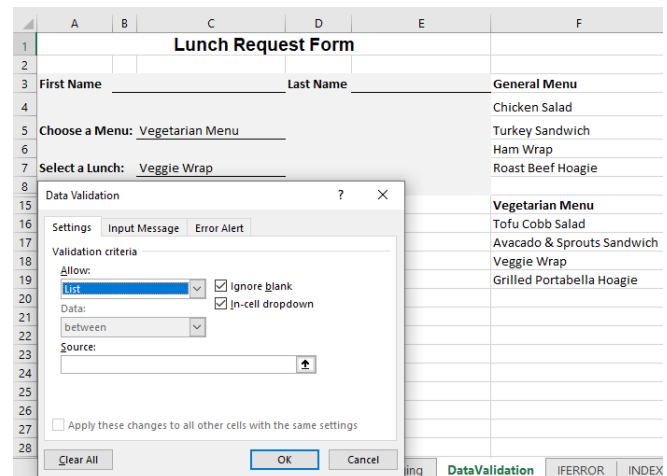 A B C D E F
1 Lunch Request Form
2
3 First Name Last Name General Menu
4 Chicken Salad
5 Choose a Menu: Vegetarian Menu Turkey Sandwich
6 Ham Wrap
7 Select a Lunch: Veggie Wrap Roast Beef Hoagie
8
15 Vegetarian Menu
16 Tofu Cobb Salad
17 Avacado & Sprouts Sandwich
18 Veggie Wrap
19 Grilled Portabella Hoagie
20
21
22
23
24
25
26
27
28
Data Validation ? X
Settings Input Message Error Alert
Validation criteria
Allow:
List Ignore blank
In-cell dropdown
Data:
between
Source:
Apply these changes to all other cells with the same settings
Clear All OK Cancel
ing DataValidation IFERROR INDEX